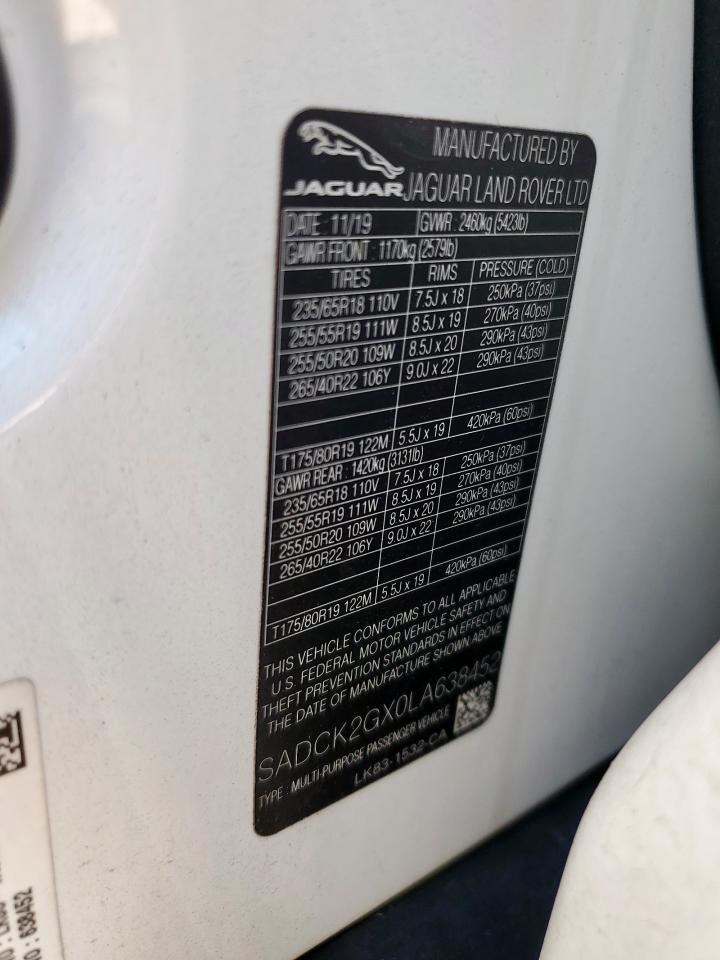 JAGUAR
MANUFACTURED BY
JAGUAR LAND ROVER LTD
DATE : 11/19 GVWR : 2460kg (5423lb)
GAWR FRONT : 1170kg (2579lb)
TIRES RIMS PRESSURE (COLD)
235/65R18 110V 7.5J x 18 250kPa (37psi)
255/55R19 111W 8.5J x 19 270kPa (40psi)
255/50R20 109W 8.5J x 20 290kPa (43psi)
265/40R22 106Y 9.0J x 22 290kPa (43psi)
T175/80R19 122M 5.5J x 19 420kPa (60psi)
GAWR REAR : 1420kg (3131lb)
235/65R18 110V 7.5J x 18 250kPa (37psi)
255/55R19 111W 8.5J x 19 270kPa (40psi)
255/50R20 109W 8.5J x 20 290kPa (43psi)
265/40R22 106Y 9.0J x 22 290kPa (43psi)
T175/80R19 122M 5.5J x 19 420kPa (60psi)
THIS VEHICLE CONFORMS TO ALL APPLICABLE
U.S. FEDERAL MOTOR VEHICLE SAFETY AND
THEFT PREVENTION STANDARDS IN EFFECT ON
THE DATE OF MANUFACTURE SHOWN ABOVE
SADCK2GX0LA638452
TYPE : MULTI-PURPOSE PASSENGER VEHICLE
LK83-1532-CA
: 638452